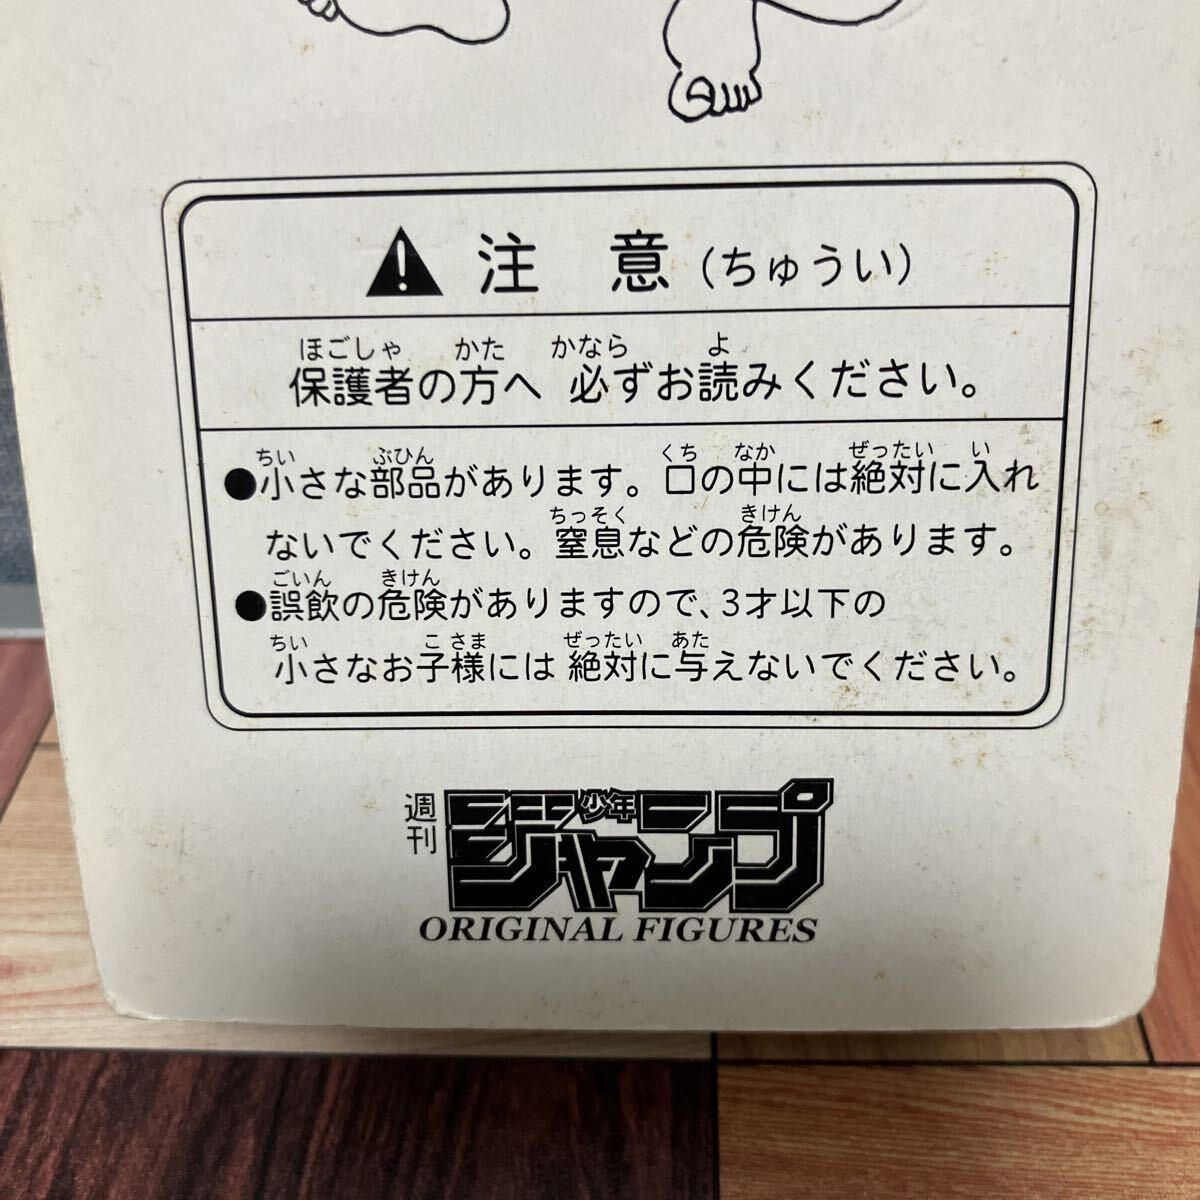 注 意 (ちゅうい)
ほごしゃ かた かなら よ
保護者の方へ 必ずお読みください。
ちい ぶひん くち なか ぜったい い
●小さな部品があります。口の中には絶対に入れ
ちっそく きけん
ないでください。窒息などの危険があります。
ごいん きけん
●誤飲の危険がありますので、3才以下の
ちい こ さま ぜったい あた
小さなお子様には 絶対に与えないでください。
週刊 少年ジャンプ
ORIGINAL FIGURES